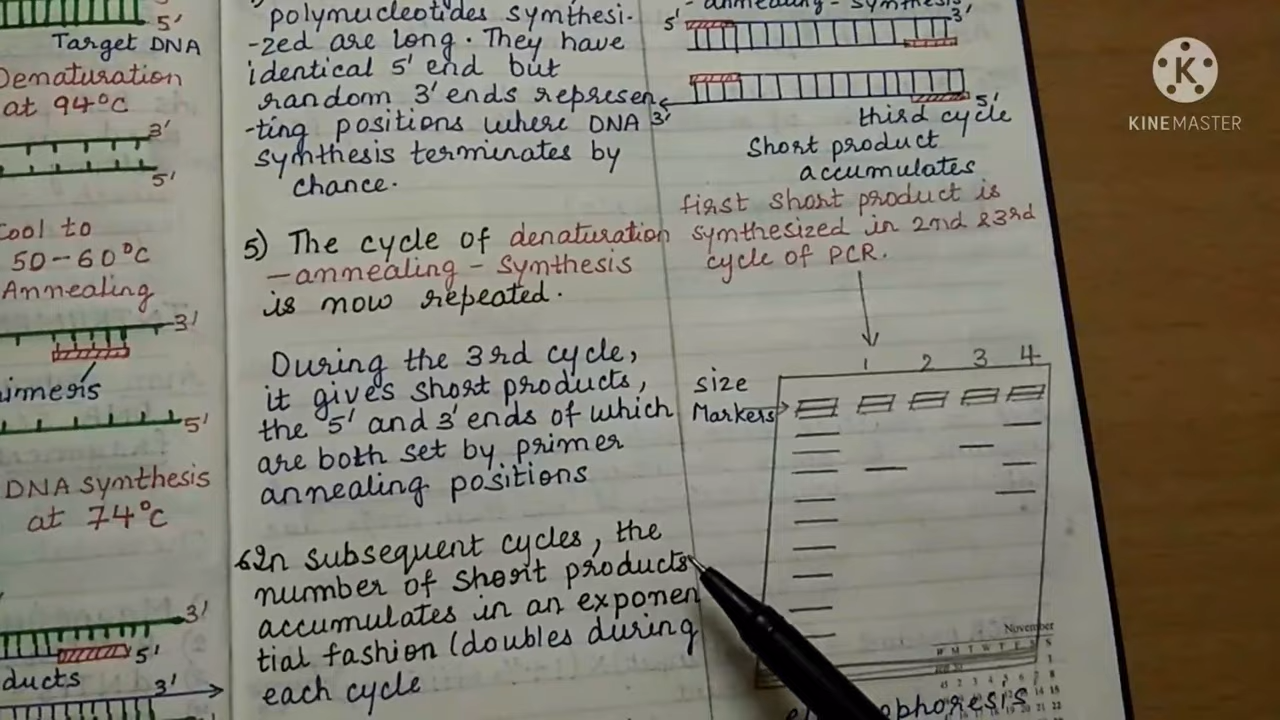 5'
Target DNA
Denaturation
at 94°C
3'
5'
Cool to
50-60°C
Annealing
3'
5'
DNA synthesis
at 74°C
3'
5'
3'
polynucleotides synthesi-
-zed are long. They have
identical 5' end but
random 3' ends represen
-ting positions where DNA
synthesis terminates by
chance.
5) The cycle of denaturation
-annealing - synthesis
is now repeated.
During the 3rd cycle,
it gives short products,
the 5' and 3' ends of which
are both set by primer
annealing positions
6 In subsequent cycles, the
number of short products
accumulates in an exponen
tial fashion (doubles during
each cycle
- annealing - synthesis
5' 3'
3' 5'
third cycle
Short product
accumulates
first short product is
synthesized in 2nd &3rd
cycle of PCR.
1 2 3 4
size
Markers
November
K
KINEMASTER